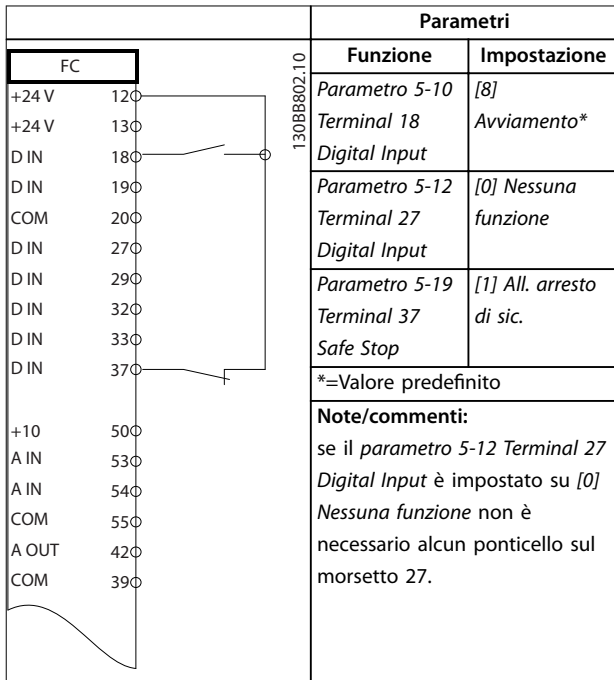 Parametri
Funzione Impostazione
FC
130BB802.10
+24 V 12
+24 V 13
D IN 18
D IN 19
COM 20
D IN 27
D IN 29
D IN 32
D IN 33
D IN 37
+10 50
A IN 53
A IN 54
COM 55
A OUT 42
COM 39
Parametro 5-10 [8]
Terminal 18 Avviamento*
Digital Input
Parametro 5-12 [0] Nessuna
Terminal 27 funzione
Digital Input
Parametro 5-19 [1] All. arresto
Terminal 37 di sic.
Safe Stop
*=Valore predefinito
Note/commenti:
se il parametro 5-12 Terminal 27
Digital Input è impostato su [0]
Nessuna funzione non è
necessario alcun ponticello sul
morsetto 27.